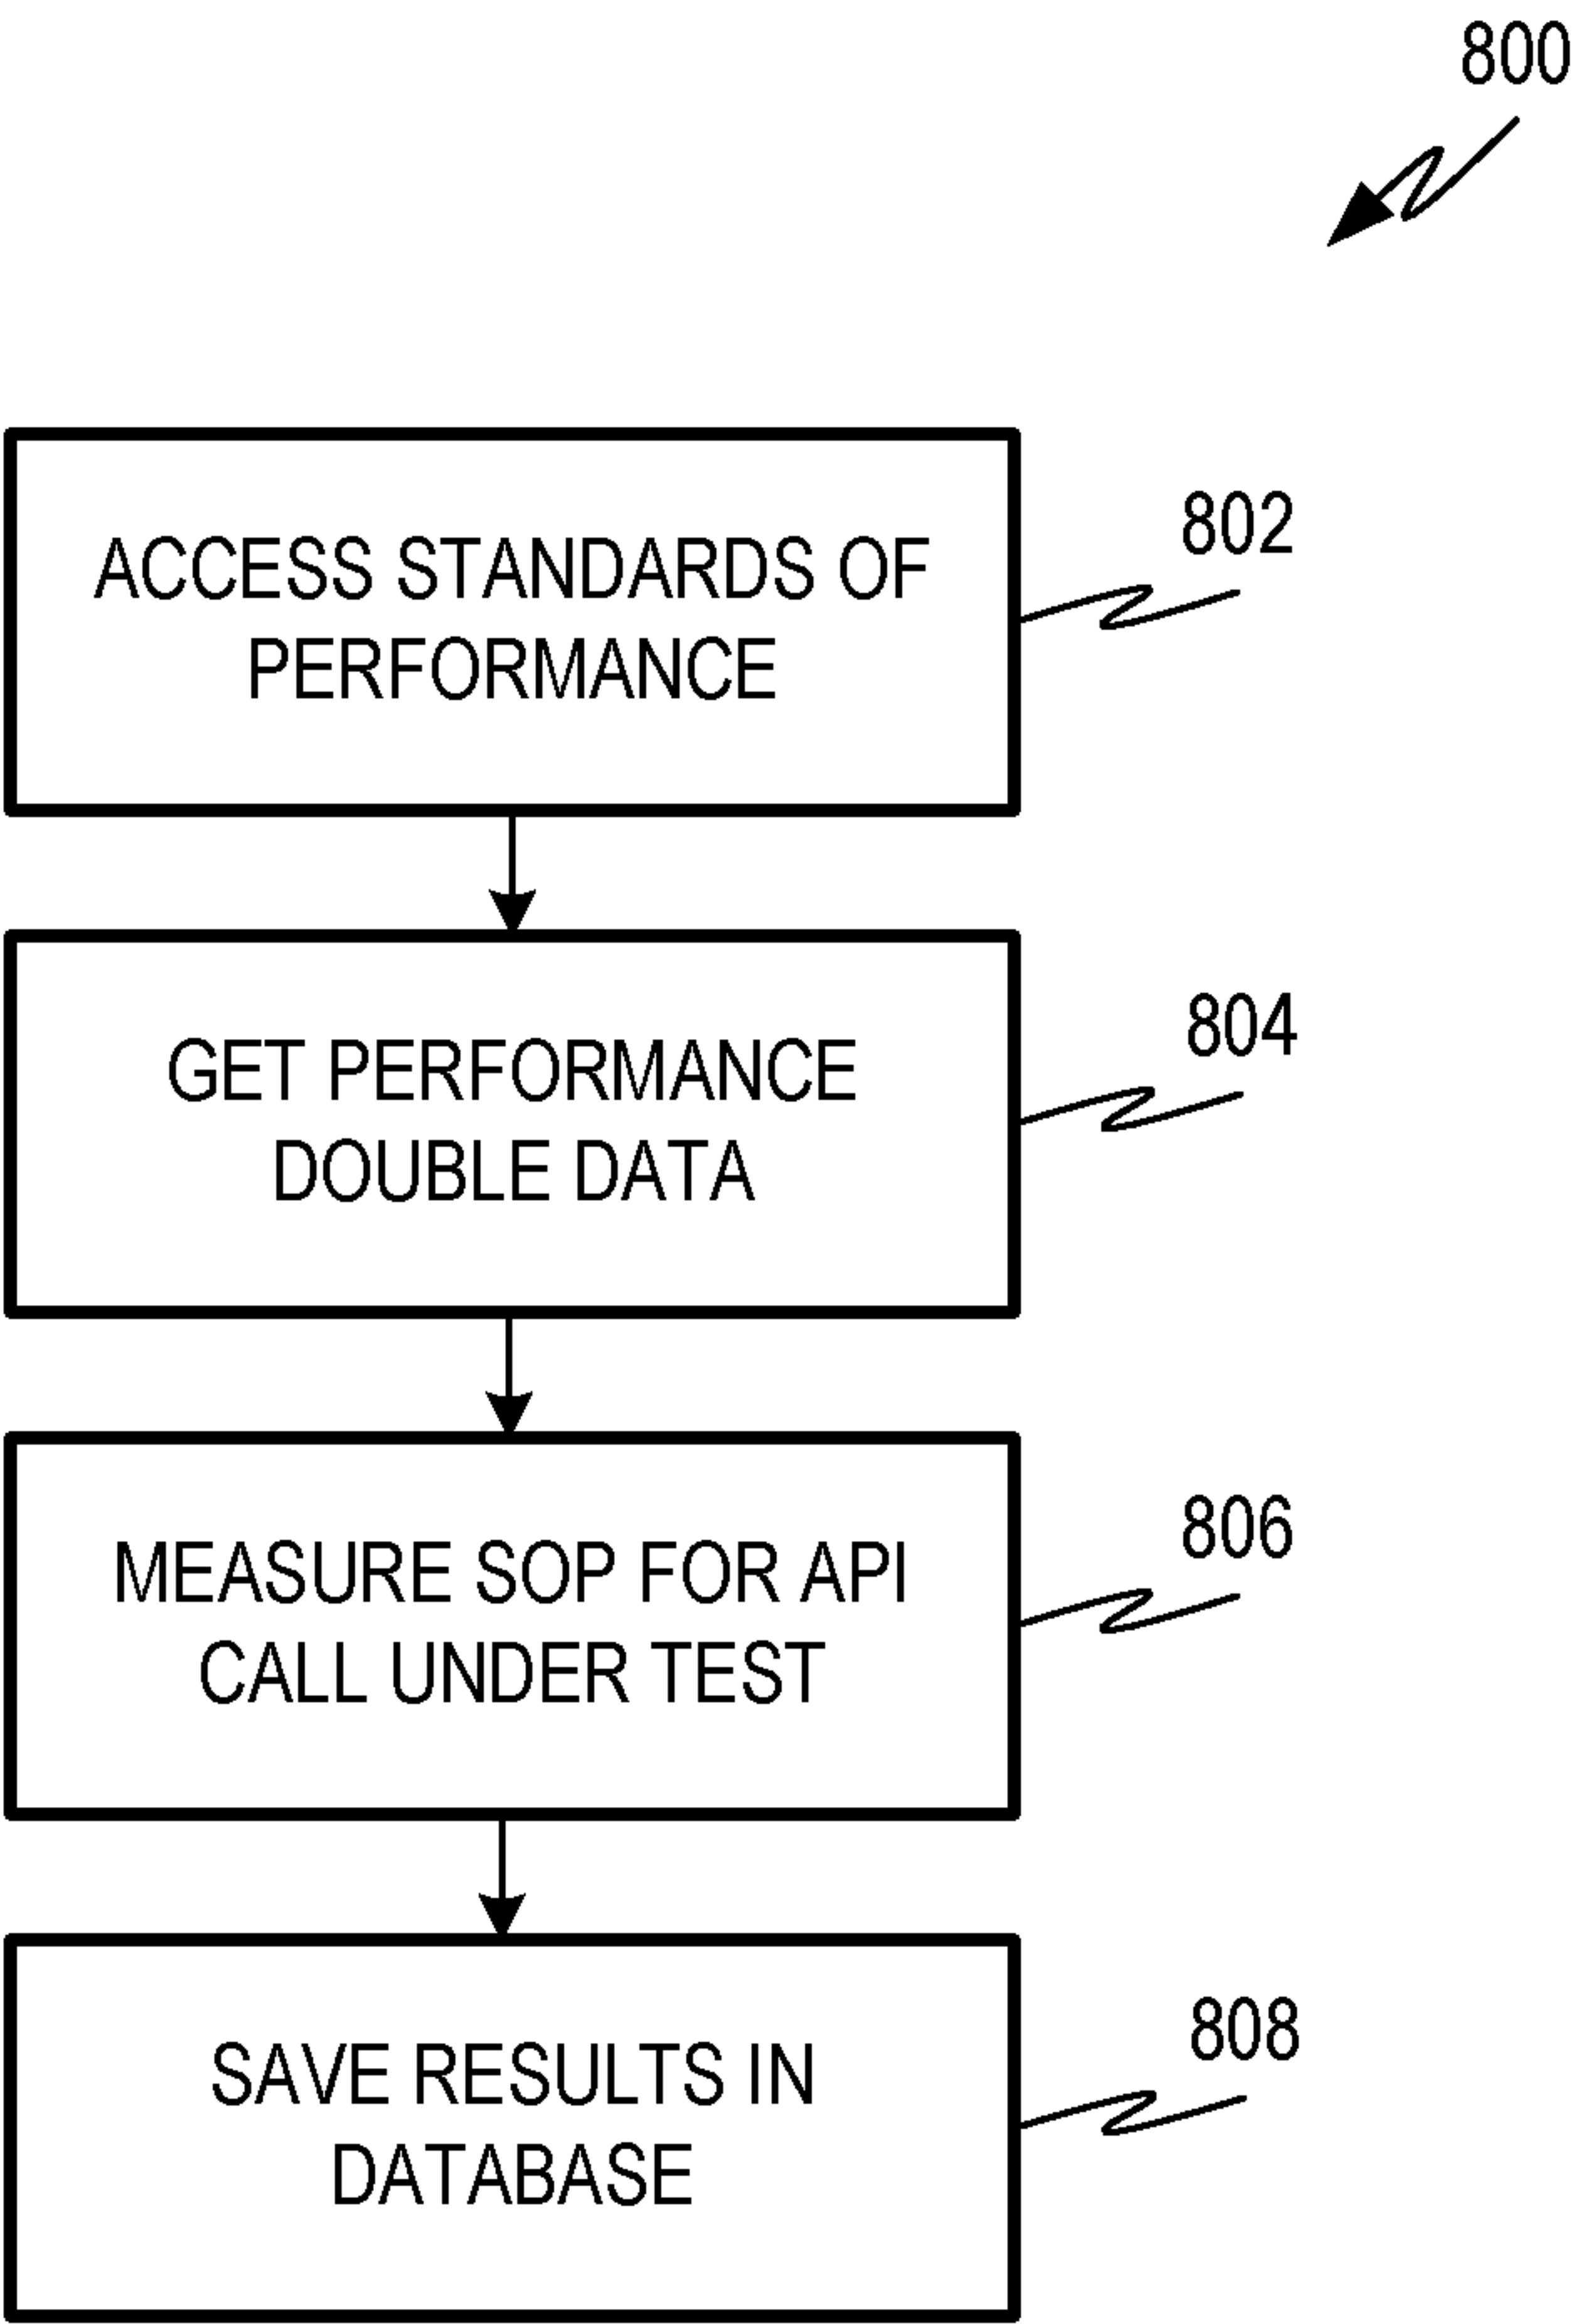 800
ACCESS STANDARDS OF
PERFORMANCE
802
GET PERFORMANCE
DOUBLE DATA
804
MEASURE SOP FOR API
CALL UNDER TEST
806
SAVE RESULTS IN
DATABASE
808